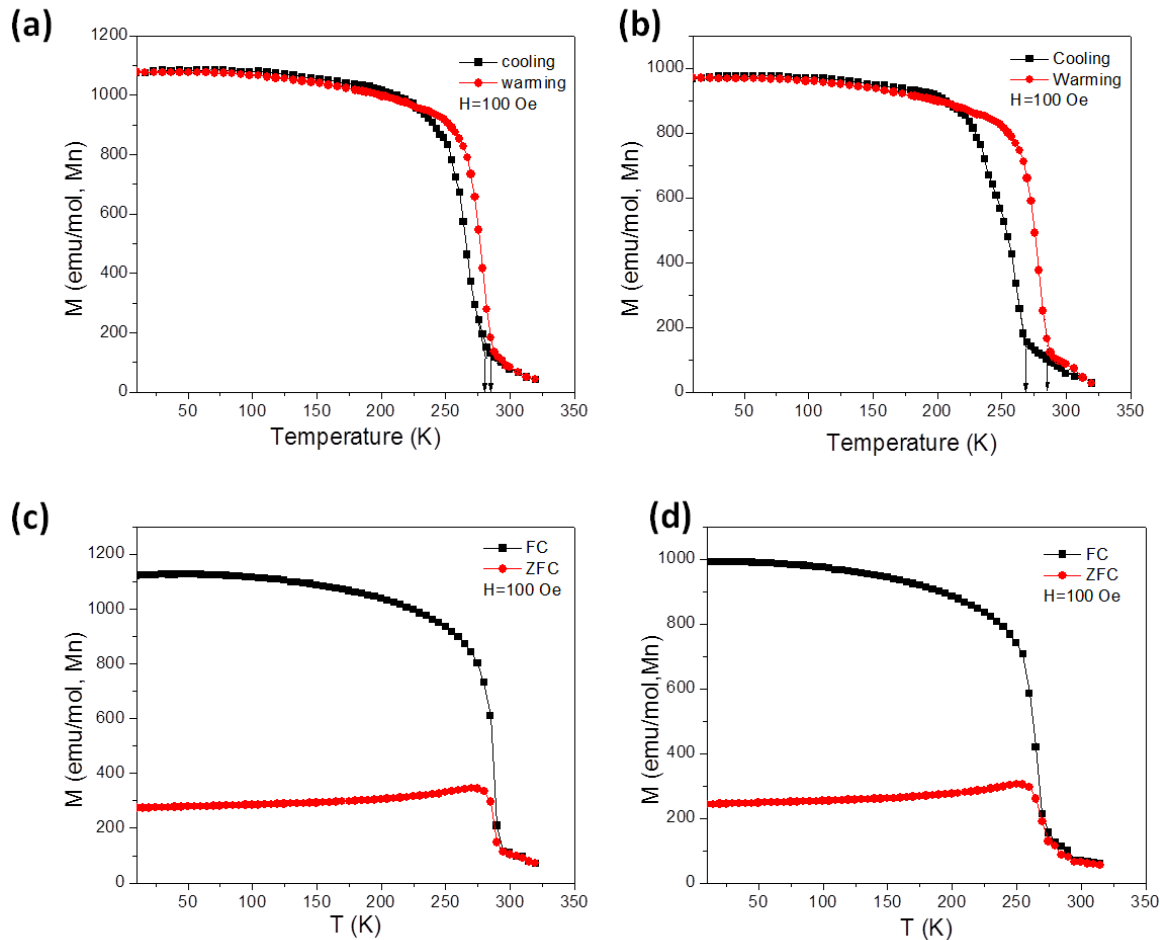 (a)
1200
1000
800
600
400
200
0
M (emu/mol, Mn)
cooling
warming
H=100 Oe
50 100 150 200 250 300 350
Temperature (K)
(b)
1000
800
600
400
200
0
M (emu/mol, Mn)
Cooling
Warming
H=100 Oe
50 100 150 200 250 300 350
Temperature (K)
(c)
1200
1000
800
600
400
200
0
M (emu/mol, Mn)
FC
ZFC
H=100 Oe
50 100 150 200 250 300 350
T (K)
(d)
1000
800
600
400
200
0
M (emu/mol,Mn)
FC
ZFC
H=100 Oe
50 100 150 200 250 300 350
T (K)